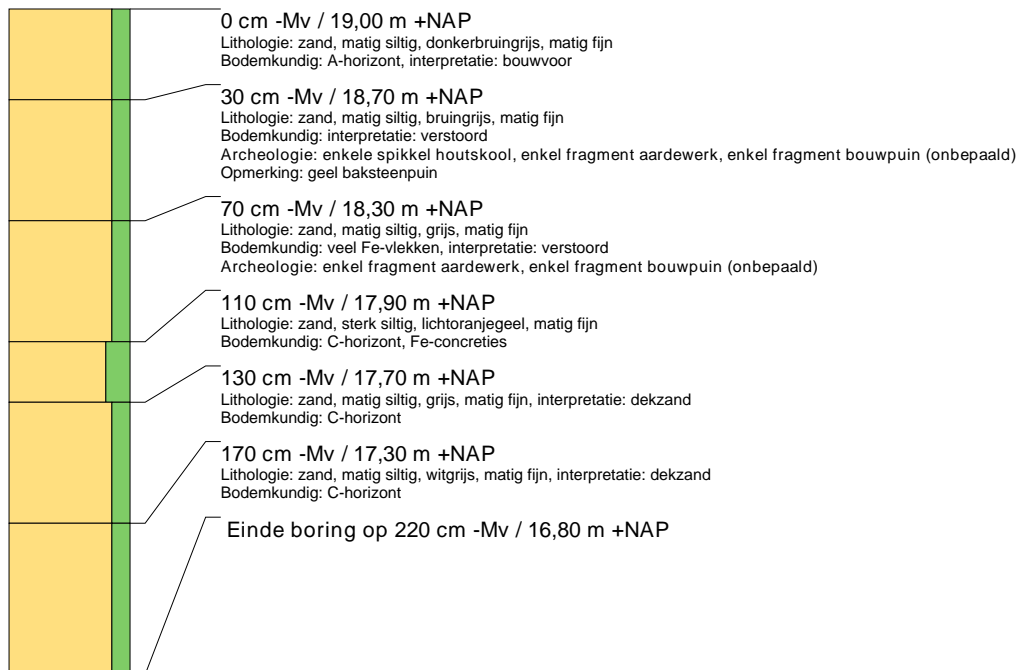 0 cm -Mv / 19,00 m +NAP
Lithologie: zand, matig siltig, donkerbruingrijs, matig fijn
Bodemkundig: A-horizont, interpretatie: bouwvoor
30 cm -Mv / 18,70 m +NAP
Lithologie: zand, matig siltig, bruingrijs, matig fijn
Bodemkundig: interpretatie: verstoord
Archeologie: enkele spikkel houtskool, enkel fragment aardewerk, enkel fragment bouwpuin (onbepaald)
Opmerking: geel baksteenpuin
70 cm -Mv / 18,30 m +NAP
Lithologie: zand, matig siltig, grijs, matig fijn
Bodemkundig: veel Fe-vlekken, interpretatie: verstoord
Archeologie: enkel fragment aardewerk, enkel fragment bouwpuin (onbepaald)
110 cm -Mv / 17,90 m +NAP
Lithologie: zand, sterk siltig, lichtoranjegeel, matig fijn
Bodemkundig: C-horizont, Fe-concreties
130 cm -Mv / 17,70 m +NAP
Lithologie: zand, matig siltig, grijs, matig fijn, interpretatie: dekzand
Bodemkundig: C-horizont
170 cm -Mv / 17,30 m +NAP
Lithologie: zand, matig siltig, witgrijs, matig fijn, interpretatie: dekzand
Bodemkundig: C-horizont
Einde boring op 220 cm -Mv / 16,80 m +NAP